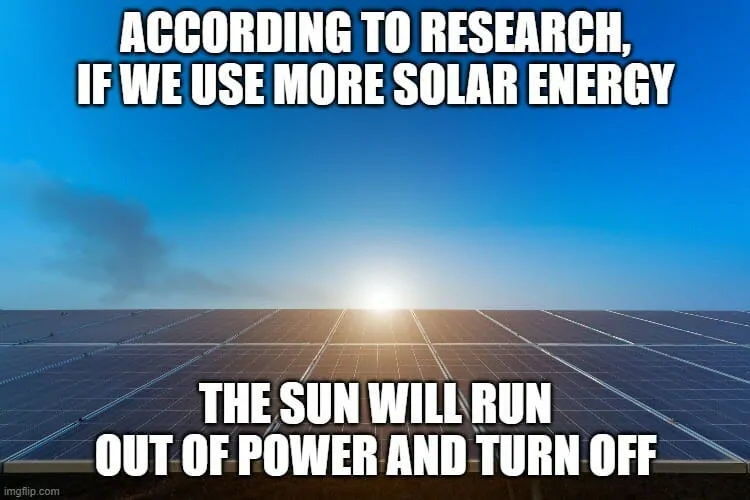 ACCORDING TO RESEARCH,
IF WE USE MORE SOLAR ENERGY
THE SUN WILL RUN
OUT OF POWER AND TURN OFF
imgflip.com